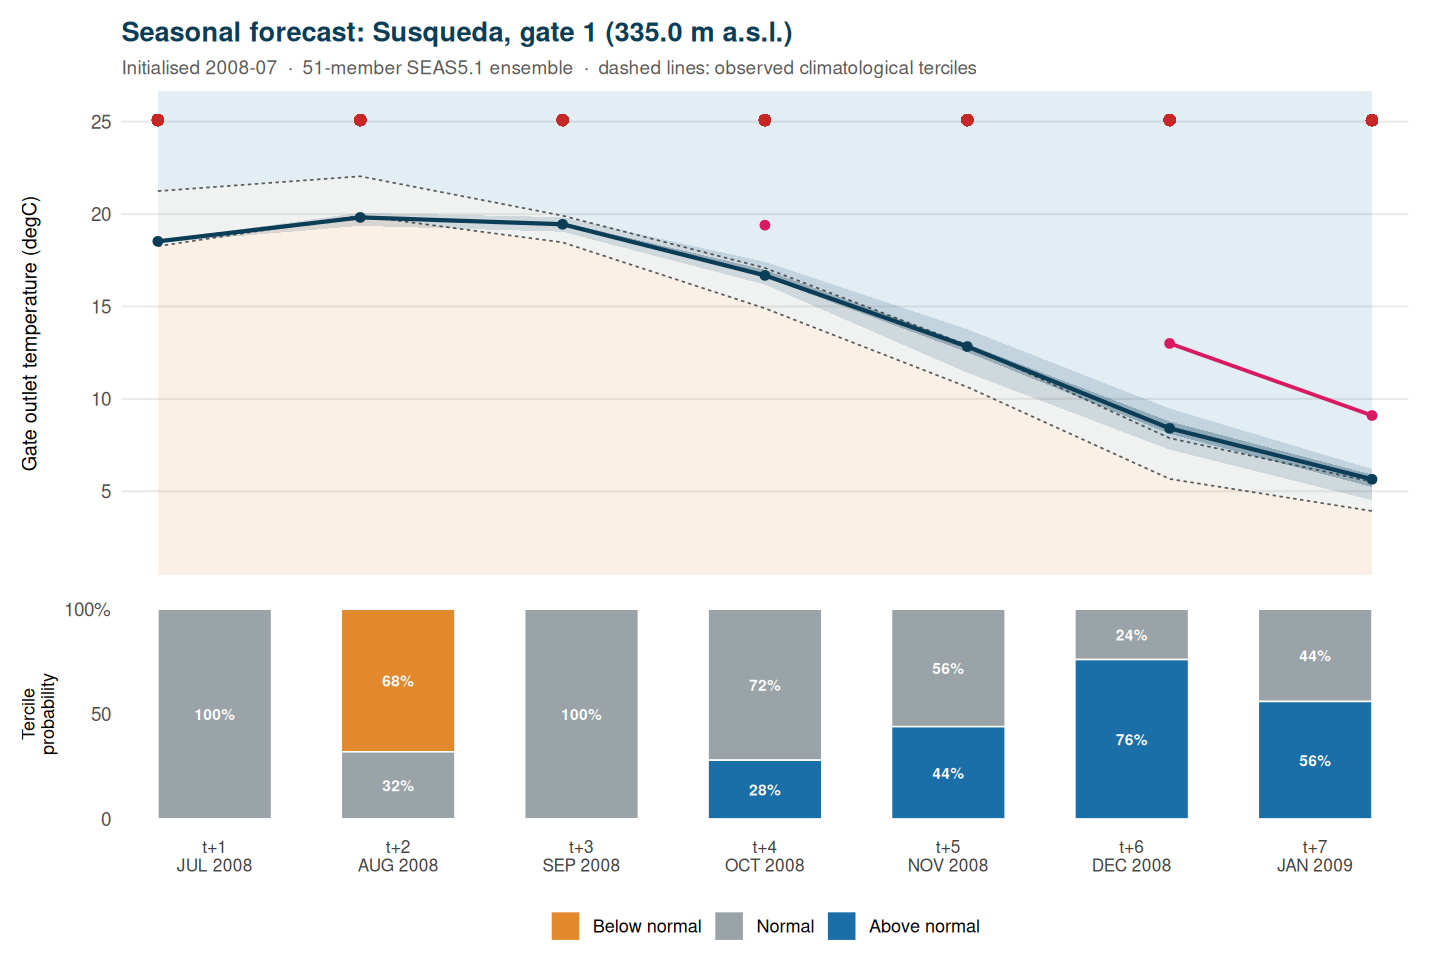 Seasonal forecast: Susqueda, gate 1 (335.0 m a.s.l.)
Initialised 2008-07 · 51-member SEAS5.1 ensemble · dashed lines: observed climatological terciles
Gate outlet temperature (degC)
25
20
15
10
5
Tercile
probability
100%
50
0
100%
68%
32%
100%
72%
28%
56%
44%
24%
76%
44%
56%
t+1
JUL 2008
t+2
AUG 2008
t+3
SEP 2008
t+4
OCT 2008
t+5
NOV 2008
t+6
DEC 2008
t+7
JAN 2009
Below normal
Normal
Above normal